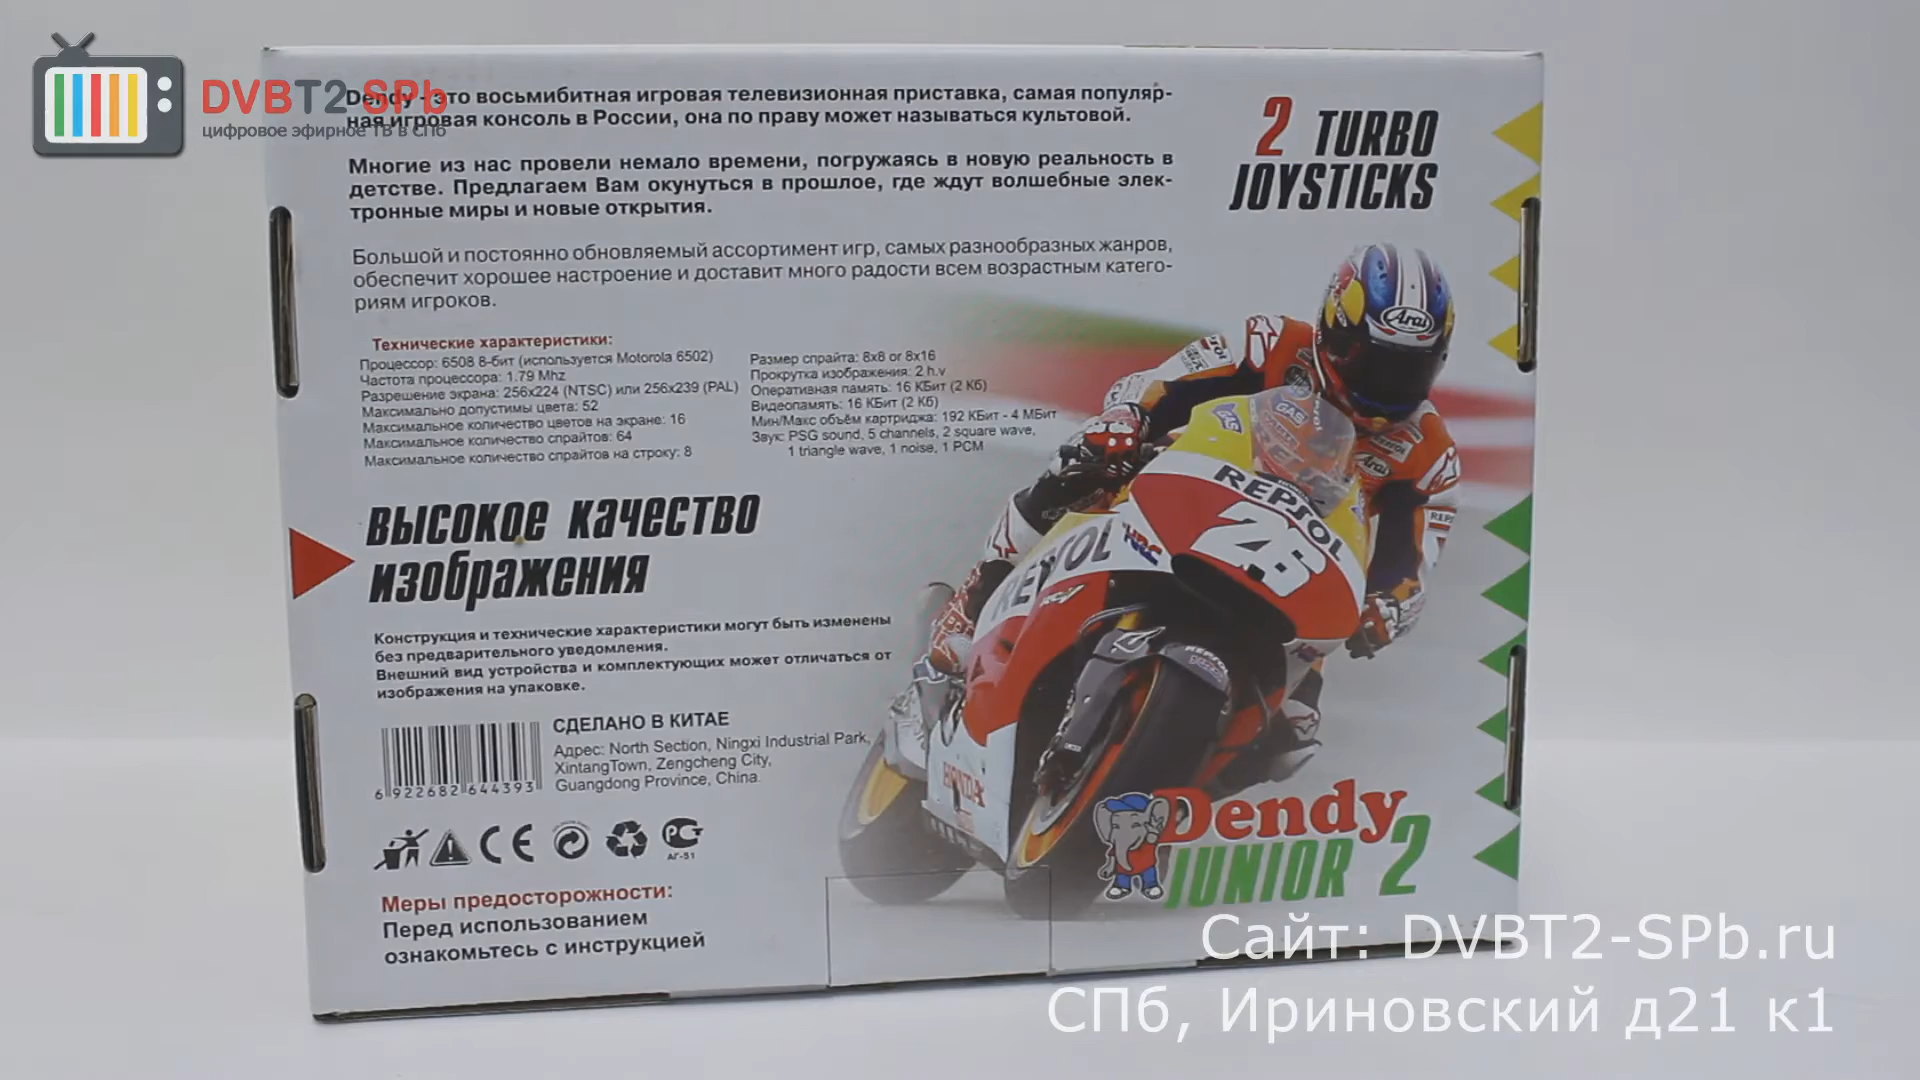 DVBT2-SPb
цифровое эфирное ТВ в СПб
Dendy - это восьмибитная игровая телевизионная приставка, самая популяр-
ная игровая консоль в России, она по праву может называться культовой.
Многие из нас провели немало времени, погружаясь в новую реальность в
детстве. Предлагаем Вам окунуться в прошлое, где ждут волшебные элек-
тронные миры и новые открытия.
Большой и постоянно обновляемый ассортимент игр, самых разнообразных жанров,
обеспечит хорошее настроение и доставит много радости всем возрастным катего-
риям игроков.
2 TURBO
JOYSTICKS
Технические характеристики:
Процессор: 6508 8-бит (используется Motorola 6502)
Частота процессора: 1.79 Mhz
Разрешение экрана: 256x224 (NTSC) или 256x239 (PAL)
Максимально допустимы цвета: 52
Максимальное количество цветов на экране: 16
Максимальное количество спрайтов: 64
Максимальное количество спрайтов на строку: 8
Размер спрайта: 8x8 or 8x16
Прокрутка изображения: 2 h.v
Оперативная память: 16 КБит (2 Кб)
Видеопамять: 16 КБит (2 Кб)
Мин/Макс объём картриджа: 192 КБит - 4 МБит
Звук: PSG sound, 5 channels, 2 square wave,
1 triangle wave, 1 noise, 1 PCM
Arai
GAS
Arai
REPSOL
26
REPSOL
HRC
HONDA
REPSOL
высокое качество
изображения
Конструкция и технические характеристики могут быть изменены
без предварительного уведомления.
Внешний вид устройства и комплектующих может отличаться от
изображения на упаковке.
6 922682 644393
СДЕЛАНО В КИТАЕ
Адрес: North Section, Ningxi Industrial Park,
XintangTown, Zengcheng City,
Guangdong Province, China.
CE
РСТ
АГ-51
Меры предосторожности:
Перед использованием
ознакомьтесь с инструкцией
Dendy
JUNIOR 2
Сайт: DVBT2-SPb.ru
СПб, Ириновский д21 к1